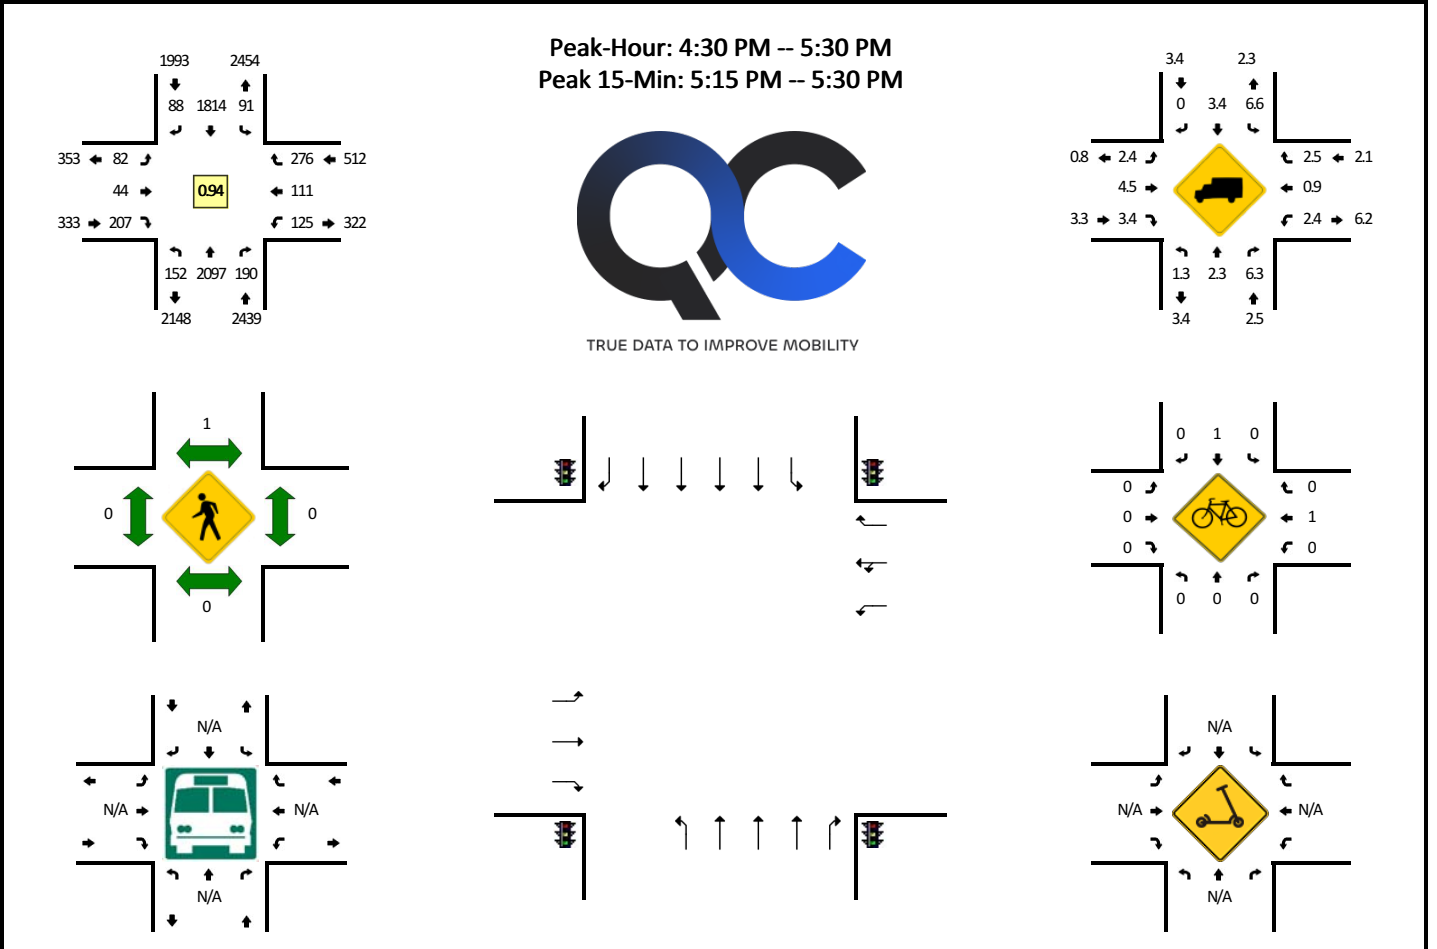 Peak-Hour: 4:30 PM -- 5:30 PM
Peak 15-Min: 5:15 PM -- 5:30 PM
1993 2454
88 1814 91
353 82 276 512
44 0.94 111
333 207 125 322
152 2097 190
2148 2439
TRUE DATA TO IMPROVE MOBILITY
3.4 2.3
0 3.4 6.6
0.8 2.4 2.5 2.1
4.5 0.9
3.3 3.4 2.4 6.2
1.3 2.3 6.3
3.4 2.5
1
0 0
0
0 1 0
0 0
0 1
0 0
0 0 0
N/A
N/A N/A
N/A
N/A
N/A N/A
N/A